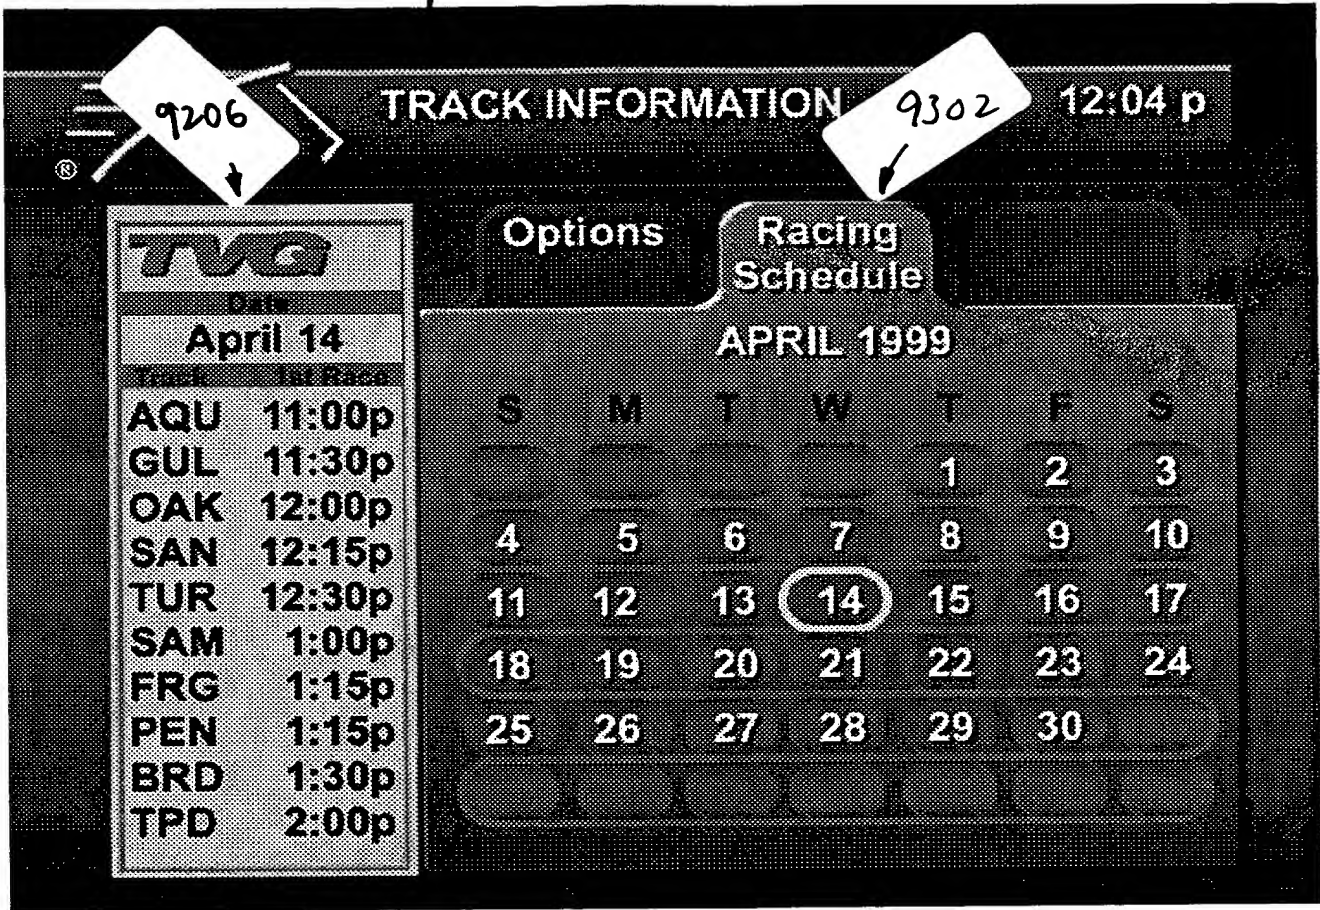 9206
TRACK INFORMATION
9302
12:04 p
®
TVG
Date
April 14
Track 1st Race
AQU 11:00p
GUL 11:30p
OAK 12:00p
SAN 12:15p
TUR 12:30p
SAM 1:00p
FRG 1:15p
PEN 1:15p
BRD 1:30p
TPD 2:00p
Options
Racing
Schedule
APRIL 1999
S M T W T F S
1 2 3
4 5 6 7 8 9 10
11 12 13 14 15 16 17
18 19 20 21 22 23 24
25 26 27 28 29 30